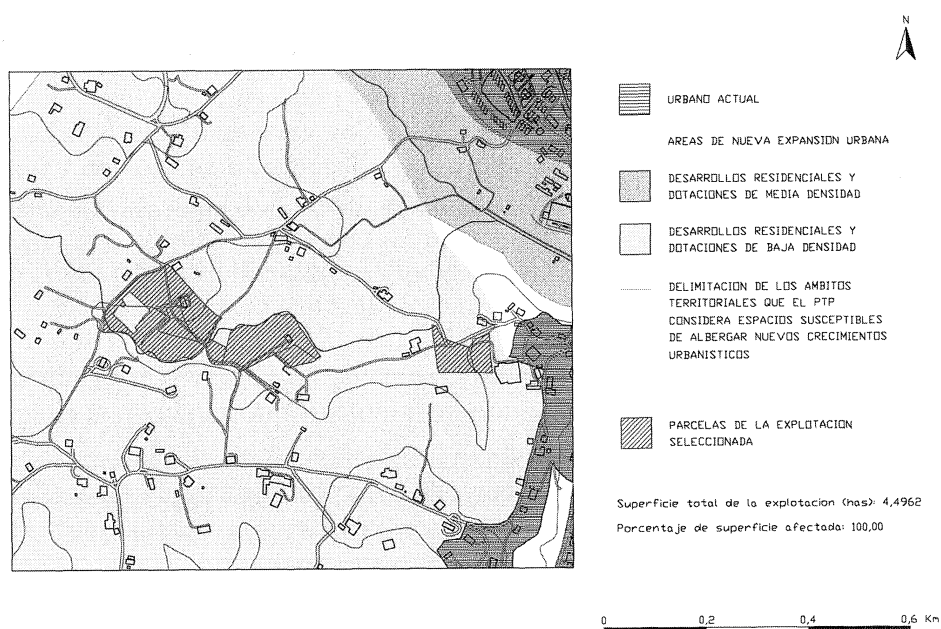 N
URBANO ACTUAL
AREAS DE NUEVA EXPANSION URBANA
DESARROLLOS RESIDENCIALES Y
DOTACIONES DE MEDIA DENSIDAD
DESARROLLOS RESIDENCIALES Y
DOTACIONES DE BAJA DENSIDAD
DELIMITACION DE LOS AMBITOS
TERRITORIALES QUE EL PTP
CONSIDERA ESPACIOS SUSCEPTIBLES
DE ALBERGAR NUEVOS CRECIMIENTOS
URBANISTICOS
PARCELAS DE LA EXPLOTACION
SELECCIONADA
Superficie total de la explotacion (has): 4,4962
Porcentaje de superficie afectada: 100,00
0 0,2 0,4 0,6 Km